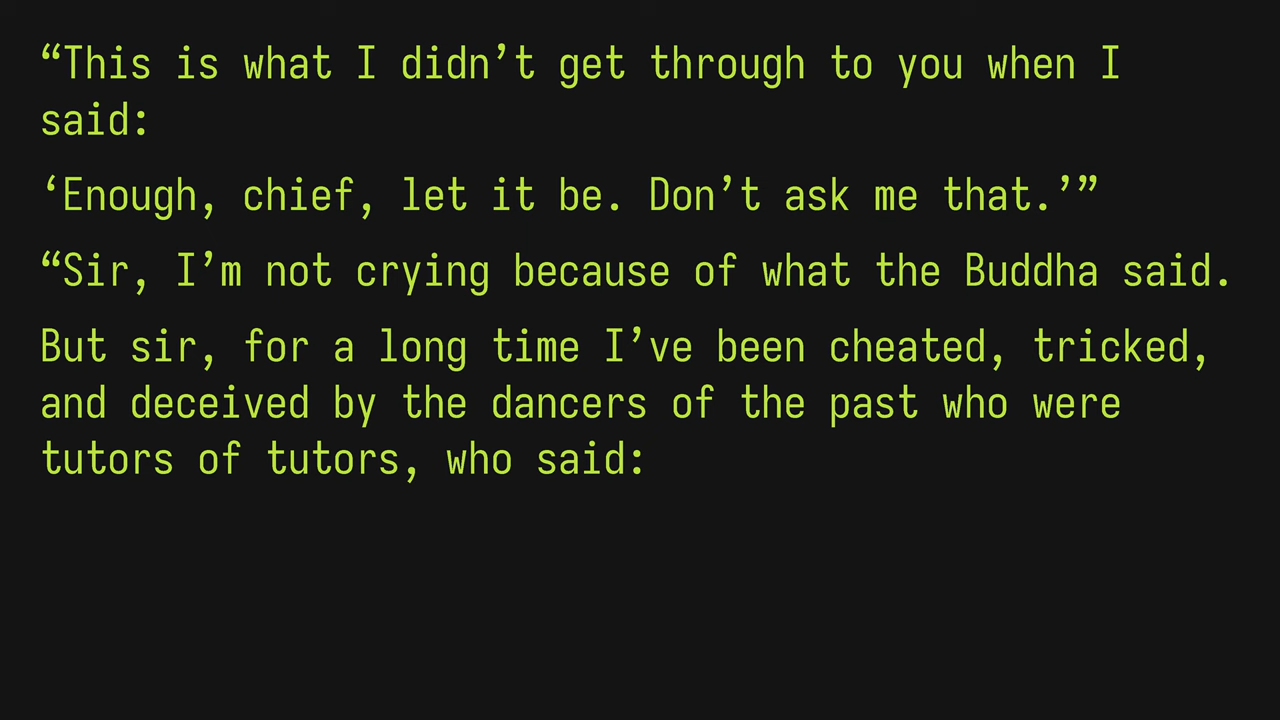 “This is what I didn’t get through to you when I
said:
‘Enough, chief, let it be. Don’t ask me that.’”
“Sir, I’m not crying because of what the Buddha said.
But sir, for a long time I’ve been cheated, tricked,
and deceived by the dancers of the past who were
tutors of tutors, who said: